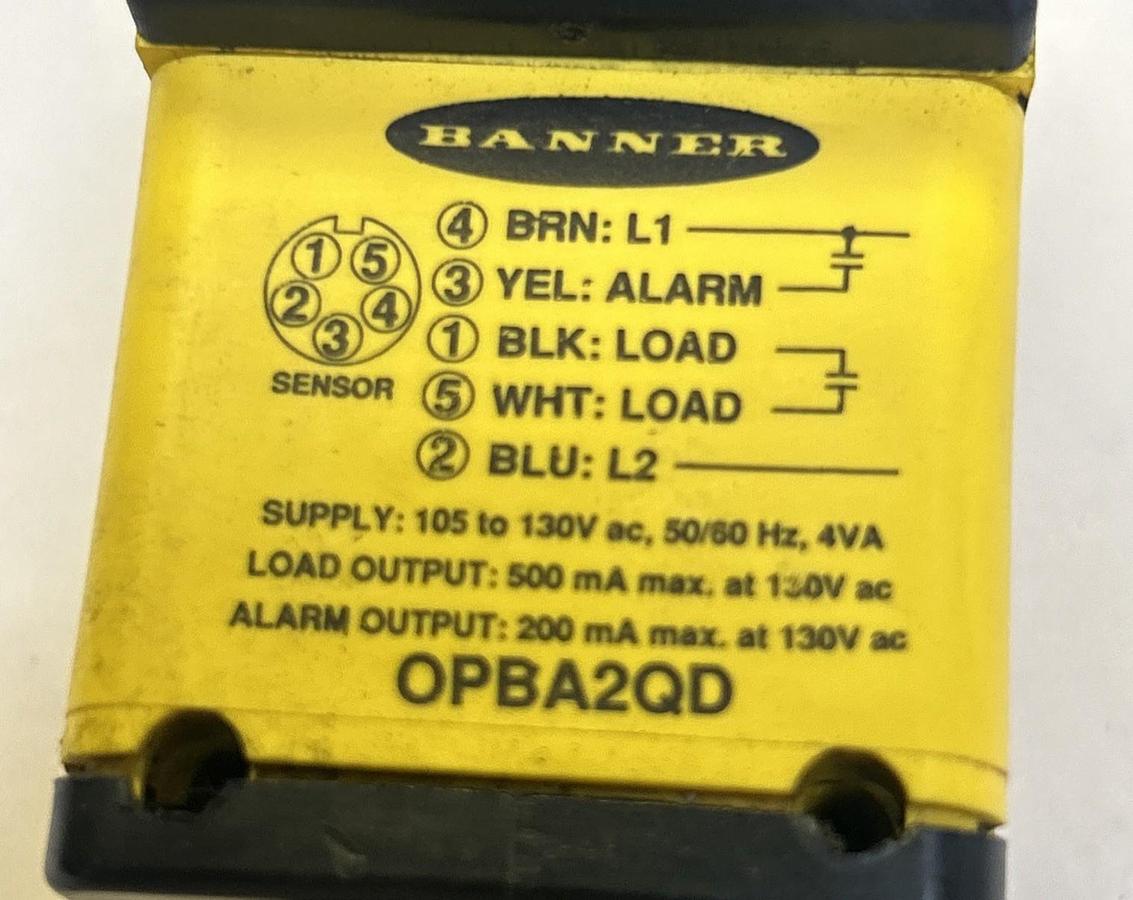 BANNER
1 5
2 4
3
SENSOR
4 BRN: L1
3 YEL: ALARM
1 BLK: LOAD
5 WHT: LOAD
2 BLU: L2
SUPPLY: 105 to 130V ac, 50/60 Hz, 4VA
LOAD OUTPUT: 500 mA max. at 130V ac
ALARM OUTPUT: 200 mA max. at 130V ac
OPBA2QD